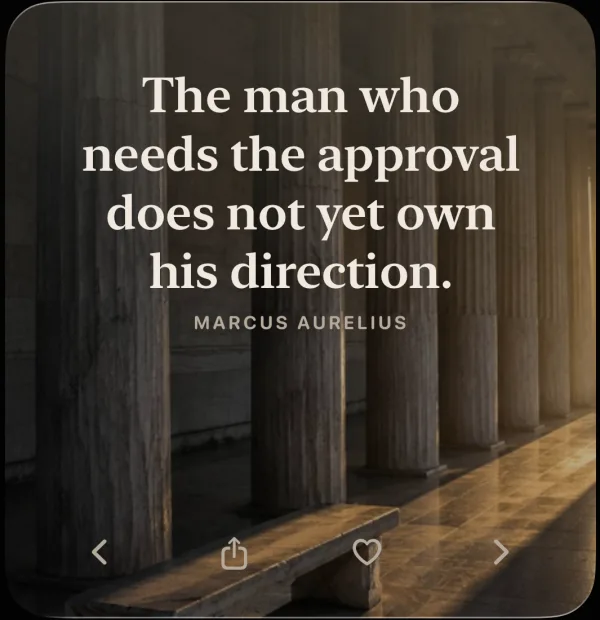 The man who
needs the approval
does not yet own
his direction.
MARCUS AURELIUS